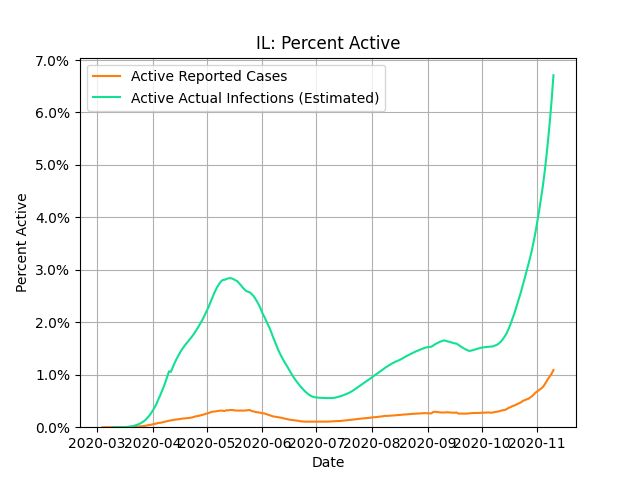 IL: Percent Active
7.0%
6.0%
5.0%
4.0%
3.0%
2.0%
1.0%
0.0%
Percent Active
Active Reported Cases
Active Actual Infections (Estimated)
2020-03 2020-04 2020-05 2020-06 2020-07 2020-08 2020-09 2020-10 2020-11
Date